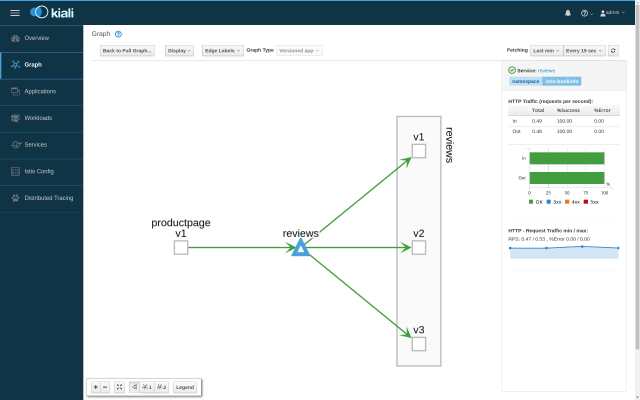 kiali
admin
Overview
Graph
Applications
Workloads
Services
Istio Config
Distributed Tracing
Graph
Back to Full Graph...
Display
Edge Labels
Graph Type
Versioned app
Fetching
Last min
Every 15 sec
productpage
v1
reviews
v1
v2
v3
reviews
Service: reviews
namespace istio-bookinfo
HTTP Traffic (requests per second):
Total %Success %Error
In 0.49 100.00 0.00
Out 0.48 100.00 0.00
In
Out
%
0 25 50 75 100
OK 3xx 4xx 5xx
HTTP - Request Traffic min / max:
RPS: 0.47 / 0.53 , %Error 0.00 / 0.00
1
2
Legend